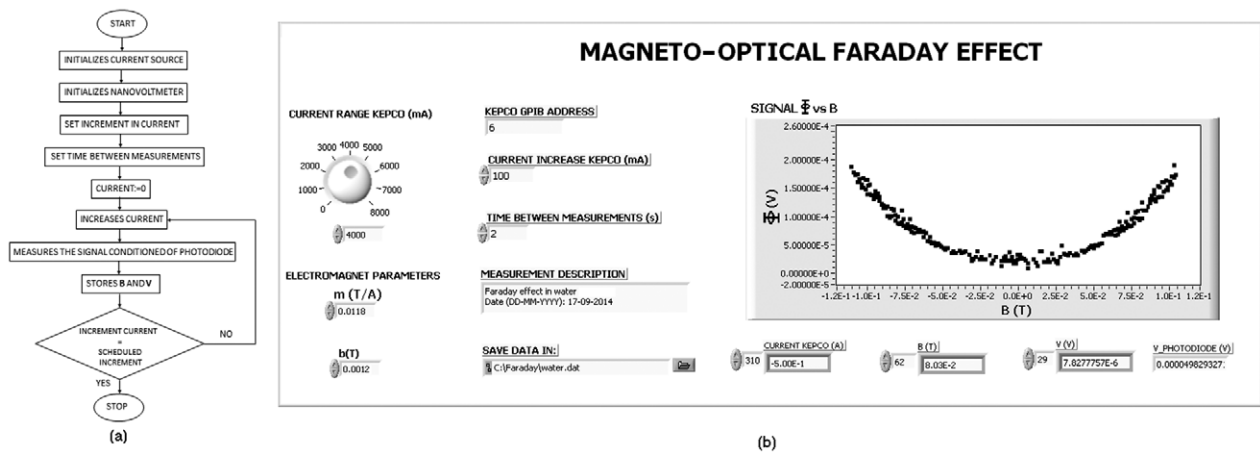 START
INITIALIZES CURRENT SOURCE
INITIALIZES NANOVOLTMETER
SET INCREMENT IN CURRENT
SET TIME BETWEEN MEASUREMENTS
CURRENT:=0
INCREASES CURRENT
MEASURES THE SIGNAL CONDITIONED OF PHOTODIODE
STORES B AND V
INCREMENT CURRENT
=
SCHEDULED
INCREMENT
NO
YES
STOP
(a)
MAGNETO-OPTICAL FARADAY EFFECT
CURRENT RANGE KEPCO (mA)
0
1000
2000
3000
4000
5000
6000
7000
8000
4000
ELECTROMAGNET PARAMETERS
m (T/A)
0.0118
b(T)
0.0012
KEPCO GPIB ADDRESS
6
CURRENT INCREASE KEPCO (mA)
100
TIME BETWEEN MEASUREMENTS (s)
2
MEASUREMENT DESCRIPTION
Faraday effect in water
Date (DD-MM-YYYY): 17-09-2014
SAVE DATA IN:
C:\Faraday\water.dat
SIGNAL Φ vs B
Φ (V)
2.60000E-4
2.00000E-4
1.50000E-4
1.00000E-4
5.00000E-5
0.00000E+0
-2.00000E-5
-1.2E-1 -1.0E-1 -7.5E-2 -5.0E-2 -2.5E-2 0.0E+0 2.5E-2 5.0E-2 7.5E-2 1.0E-1 1.2E-1
B (T)
CURRENT KEPCO (A)
310 -5.00E-1
B (T)
62 8.03E-2
V (V)
29 7.8277757E-6
V_PHOTODIODE (V)
0.000049829327
(b)